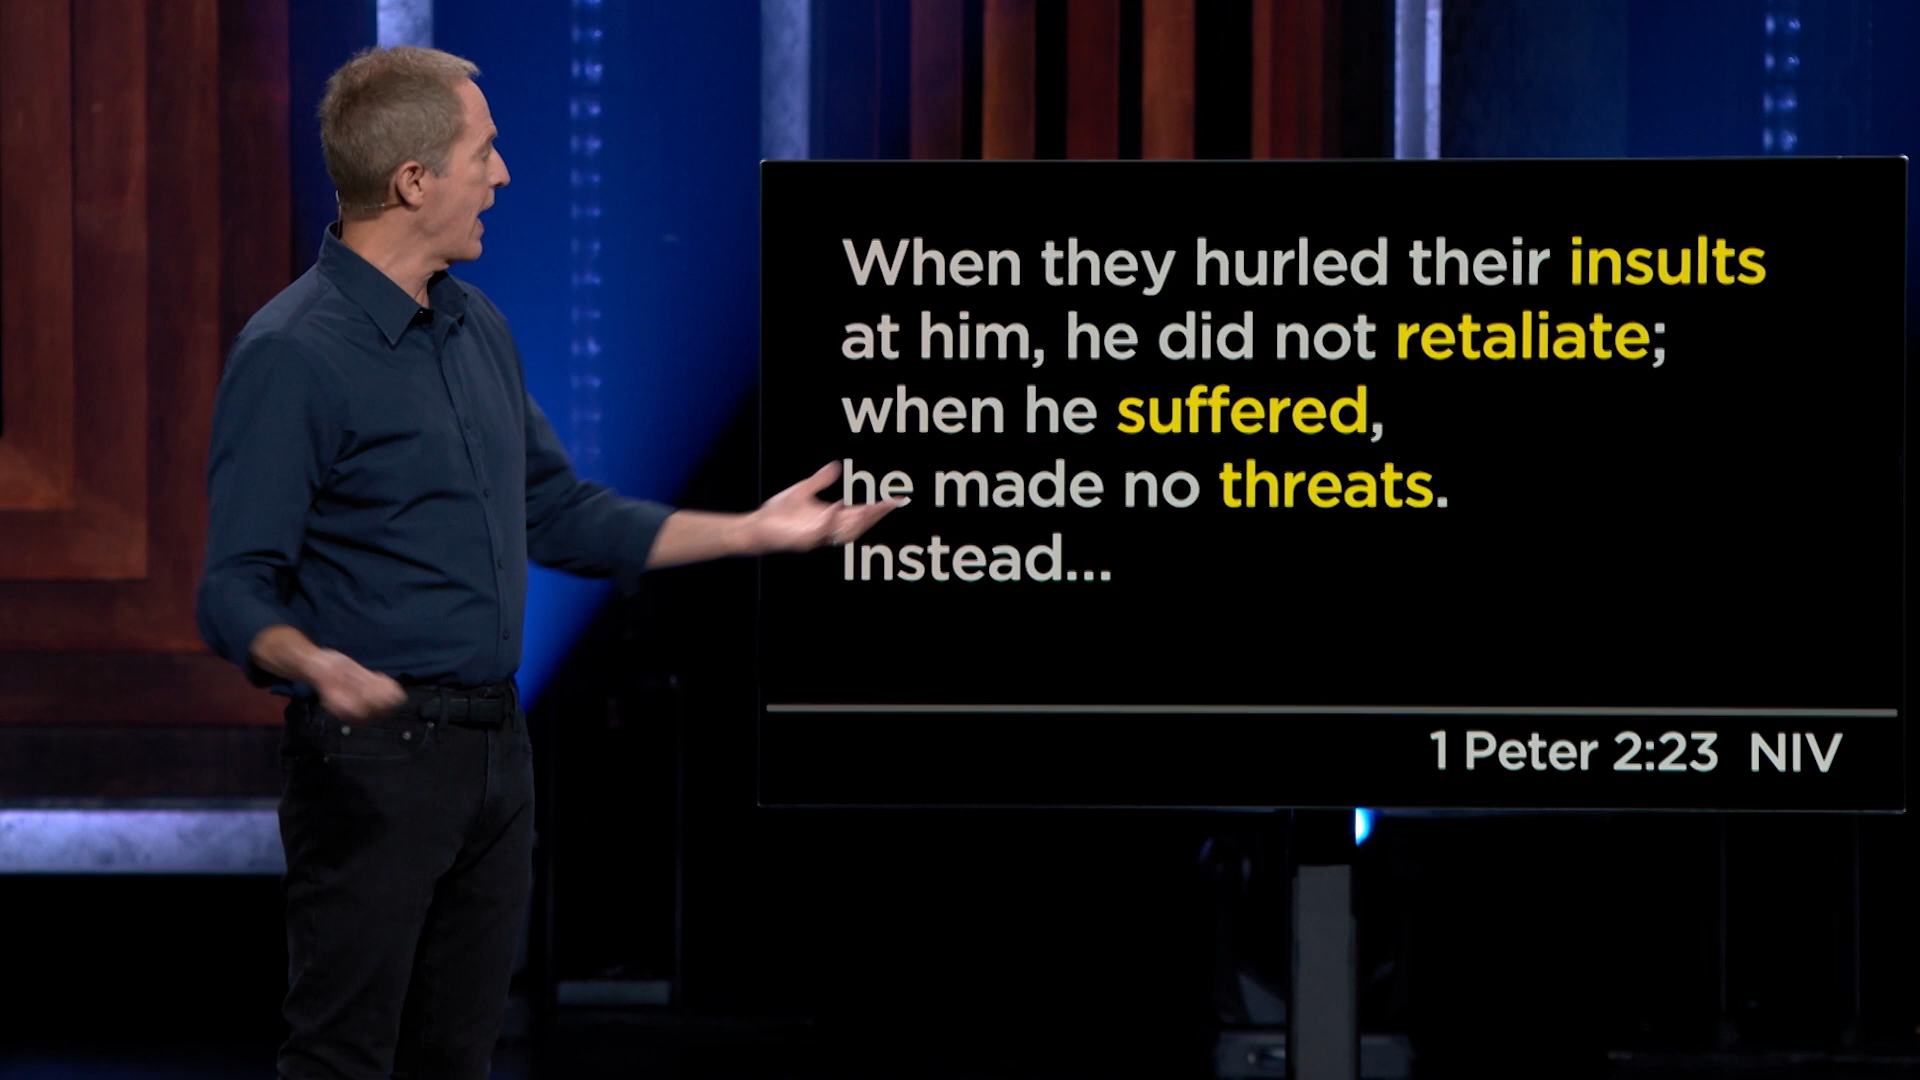 When they hurled their insults
at him, he did not retaliate;
when he suffered,
he made no threats.
Instead...
1 Peter 2:23 NIV